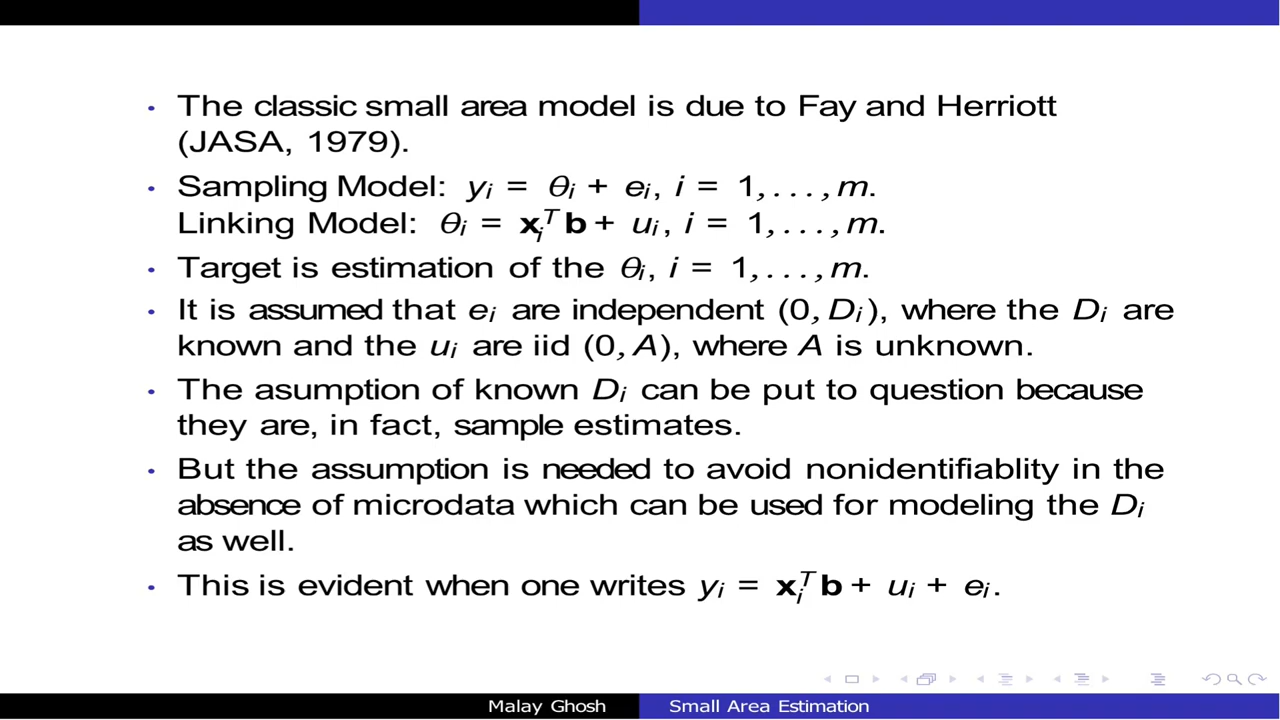 The classic small area model is due to Fay and Herriott
(JASA, 1979).
Sampling Model: yᵢ = θᵢ + eᵢ, i = 1, . . . , m.
Linking Model: θᵢ = xᵢᵀb + uᵢ, i = 1, . . . , m.
Target is estimation of the θᵢ, i = 1, . . . , m.
It is assumed that eᵢ are independent (0, Dᵢ), where the Dᵢ are
known and the uᵢ are iid (0, A), where A is unknown.
The asumption of known Dᵢ can be put to question because
they are, in fact, sample estimates.
But the assumption is needed to avoid nonidentifiablity in the
absence of microdata which can be used for modeling the Dᵢ
as well.
This is evident when one writes yᵢ = xᵢᵀb + uᵢ + eᵢ.
Malay Ghosh Small Area Estimation